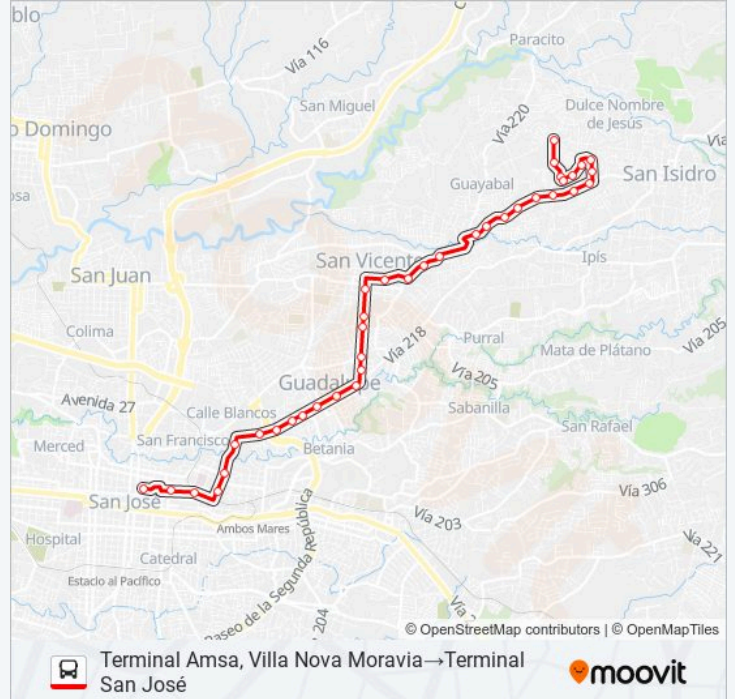 blo
Paracito
Vía 116
Vía 220
Dulce Nombre
de Jesús
San Miguel
o Domingo
Vía
San Isidro
Guayabal
osa
San Vicente
Ipís
San Juan
Colima
Vía 218
Purral
Vía 205
Mata de Plátano
Vía 205
Guadalupe
Avenida 27
Calle Blancos
Sabanilla
San Rafael
San Francisco
Merced
Betania
San José
Vía 306
Ambos Mares
Vía 203
Vía 221
Hospital
Catedral
Estacio al Pacífico
Paseo de la Segunda República
204
© OpenStreetMap contributors | © OpenMapTiles
Terminal Amsa, Villa Nova Moravia→Terminal
San José
moovit